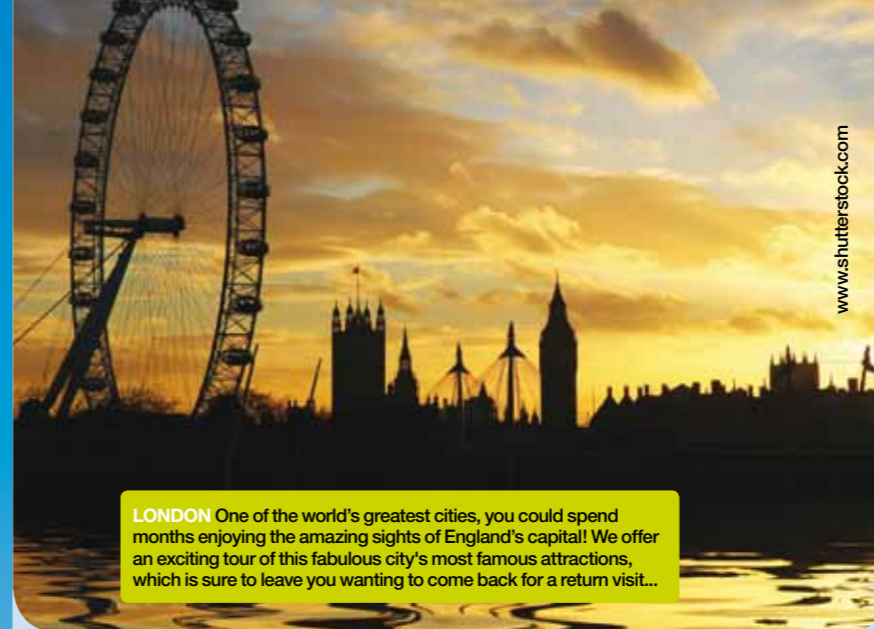 www.shutterstock.com
LONDON One of the world's greatest cities, you could spend
months enjoying the amazing sights of England's capital! We offer
an exciting tour of this fabulous city's most famous attractions,
which is sure to leave you wanting to come back for a return visit...